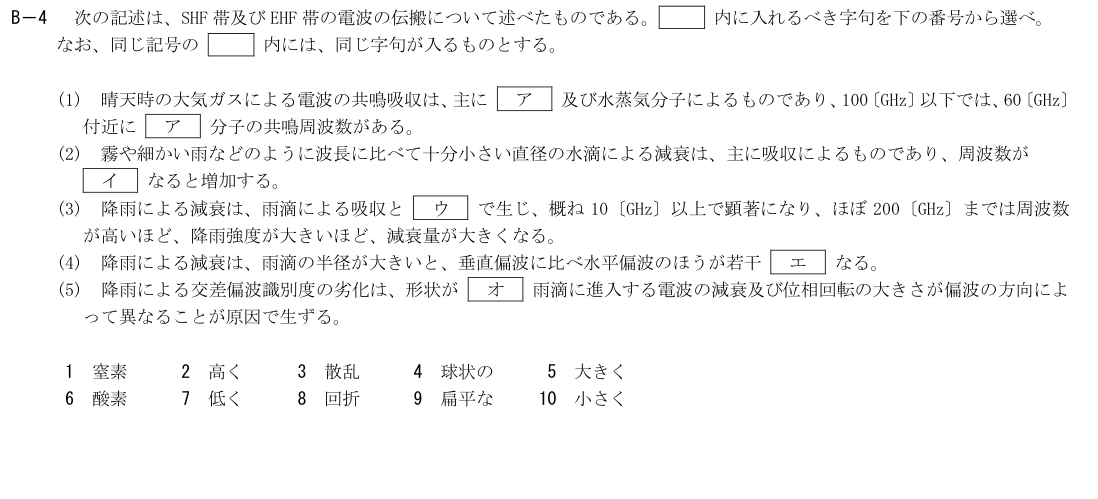 B－4 次の記述は、SHF 帯及び EHF 帯の電波の伝搬について述べたものである。 内に入れるべき字句を下の番号から選べ。
なお、同じ記号の 内には、同じ字句が入るものとする。
(1) 晴天時の大気ガスによる電波の共鳴吸収は、主に ア 及び水蒸気分子によるものであり、100〔GHz〕以下では、60〔GHz〕
付近に ア 分子の共鳴周波数がある。
(2) 霧や細かい雨などのように波長に比べて十分小さい直径の水滴による減衰は、主に吸収によるものであり、周波数が
イ なると増加する。
(3) 降雨による減衰は、雨滴による吸収と ウ で生じ、概ね 10〔GHz〕以上で顕著になり、ほぼ 200〔GHz〕までは周波数
が高いほど、降雨強度が大きいほど、減衰量が大きくなる。
(4) 降雨による減衰は、雨滴の半径が大きいと、垂直偏波に比べ水平偏波のほうが若干 エ なる。
(5) 降雨による交差偏波識別度の劣化は、形状が オ 雨滴に進入する電波の減衰及び位相回転の大きさが偏波の方向によ
って異なることが原因で生ずる。
1 窒素 2 高く 3 散乱 4 球状の 5 大きく
6 酸素 7 低く 8 回折 9 扁平な 10 小さく